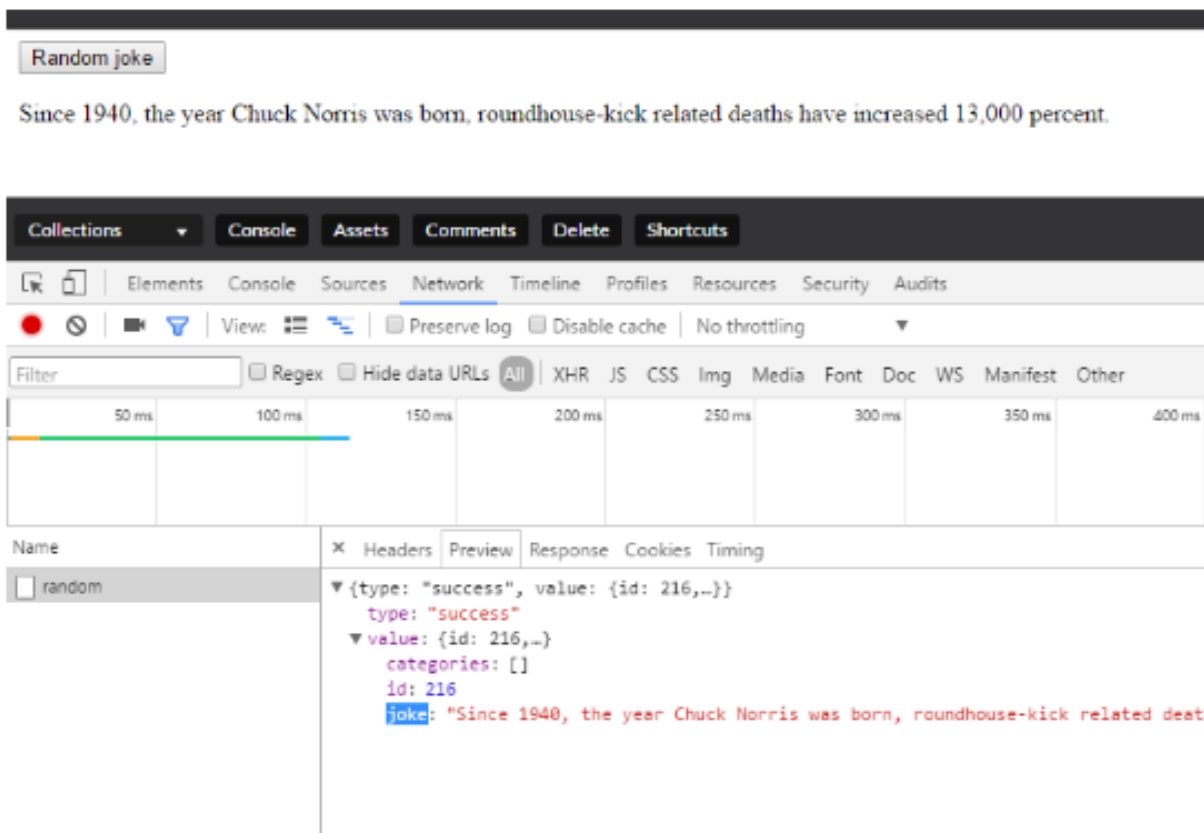 Random joke
Since 1940, the year Chuck Norris was born, roundhouse-kick related deaths have increased 13,000 percent.
Collections Console Assets Comments Delete Shortcuts
Elements Console Sources Network Timeline Profiles Resources Security Audits
View: Preserve log Disable cache No throttling
Filter Regex Hide data URLs All XHR JS CSS Img Media Font Doc WS Manifest Other
50 ms 100 ms 150 ms 200 ms 250 ms 300 ms 350 ms 400 ms
Name × Headers Preview Response Cookies Timing
random
{type: "success", value: {id: 216,…}}
type: "success"
value: {id: 216,…}
categories: []
id: 216
joke: "Since 1940, the year Chuck Norris was born, roundhouse-kick related deat